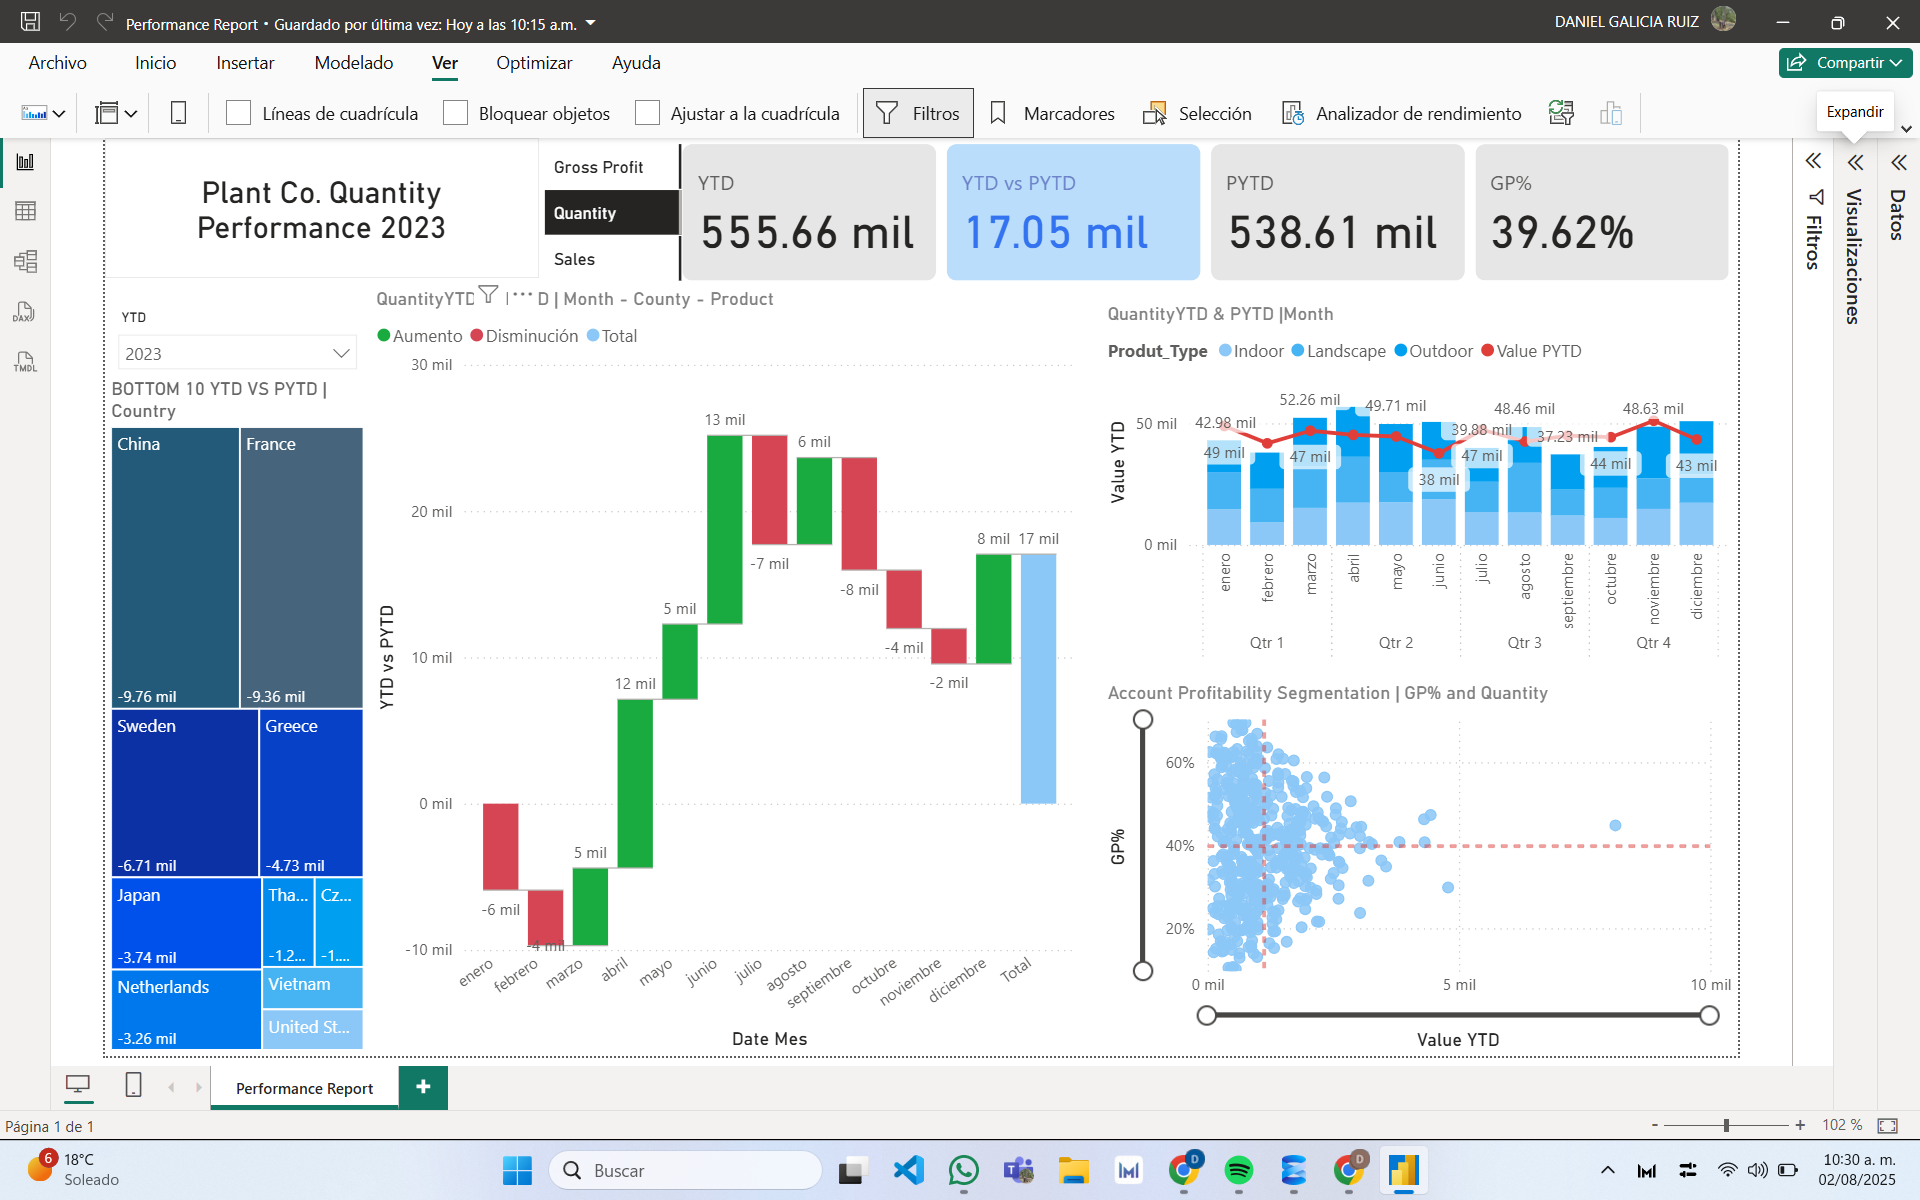 Performance Report • Guardado por última vez: Hoy a las 10:15 a.m.
DANIEL GALICIA RUIZ
Archivo Inicio Insertar Modelado Ver Optimizar Ayuda
Compartir
Líneas de cuadrícula Bloquear objetos Ajustar a la cuadrícula Filtros Marcadores Selección Analizador de rendimiento
Expandir
DAX
TMDL
Plant Co. Quantity
Performance 2023
Gross Profit
Quantity
Sales
YTD
555.66 mil
YTD vs PYTD
17.05 mil
PYTD
538.61 mil
GP%
39.62%
Filtros
Visualizaciones
Datos
YTD
2023
BOTTOM 10 YTD VS PYTD |
Country
China
-9.76 mil
France
-9.36 mil
Sweden
-6.71 mil
Greece
-4.73 mil
Japan
-3.74 mil
Tha...
-1.2...
Cz...
-1....
Netherlands
-3.26 mil
Vietnam
United St...
QuantityYTD | D | Month - County - Product
Aumento Disminución Total
YTD vs PYTD
30 mil
20 mil
10 mil
0 mil
-10 mil
-6 mil
-4 mil
5 mil
12 mil
5 mil
13 mil
-7 mil
6 mil
-8 mil
-4 mil
-2 mil
8 mil
17 mil
enero febrero marzo abril mayo junio julio agosto septiembre octubre noviembre diciembre Total
Date Mes
QuantityYTD & PYTD |Month
Produt_Type Indoor Landscape Outdoor Value PYTD
Value YTD
50 mil
0 mil
42.98 mil 52.26 mil 49.71 mil 39.88 mil 48.46 mil 37.23 mil 48.63 mil
49 mil 47 mil 38 mil 47 mil 44 mil 43 mil
enero febrero marzo abril mayo junio julio agosto septiembre octubre noviembre diciembre
Qtr 1 Qtr 2 Qtr 3 Qtr 4
Account Profitability Segmentation | GP% and Quantity
GP%
60%
40%
20%
0 mil 5 mil 10 mil
Value YTD
Performance Report
+
Página 1 de 1
- + 102 %
6
18°C
Soleado
Buscar
D
D
10:30 a. m.
02/08/2025